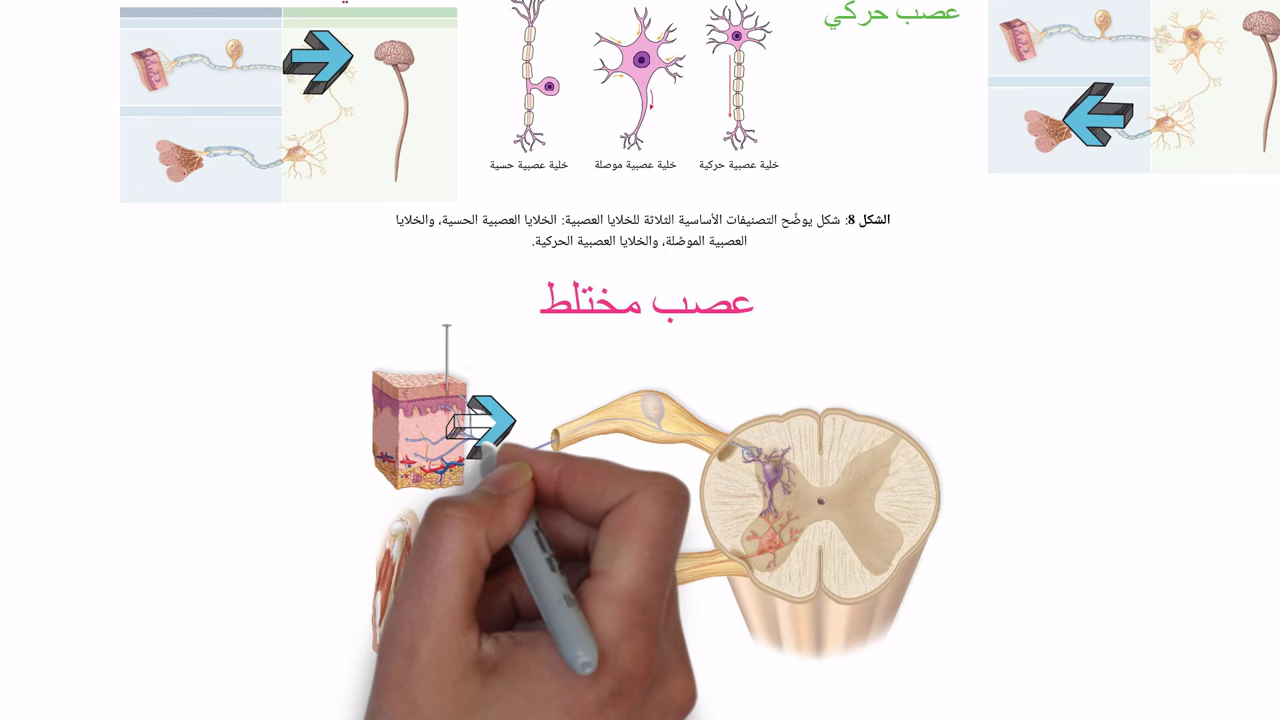 عصب حركي
خلية عصبية حسية
خلية عصبية موصلة
خلية عصبية حركية
الشكل 8: شكل يوضِّح التصنيفات الأساسية الثلاثة للخلايا العصبية: الخلايا العصبية الحسية، والخلايا
العصبية الموصِّلة، والخلايا العصبية الحركية.
عصب مختلط